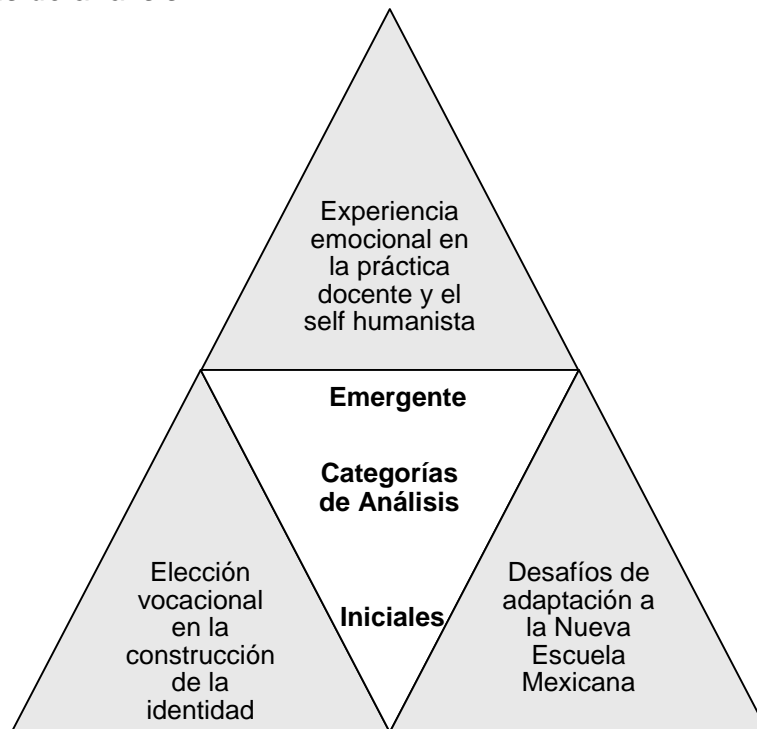 Experiencia
emocional en
la práctica
docente y el
self humanista
Emergente
Categorías
de Análisis
Iniciales
Elección
vocacional
en la
construcción
de la
identidad
Desafíos de
adaptación a
la Nueva
Escuela
Mexicana